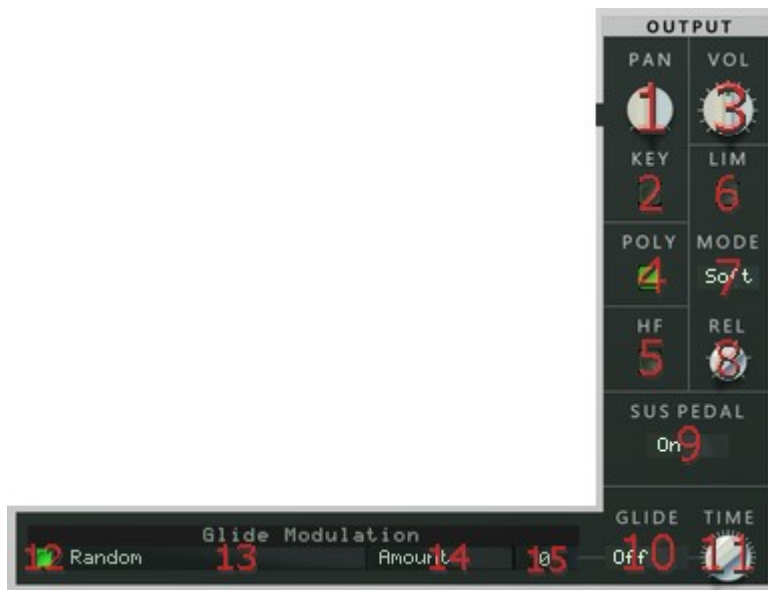 OUTPUT
PAN VOL
1 3
KEY LIM
2 6
POLY MODE
4 Soft 7
HF REL
5 8
SUS PEDAL
On 9
GLIDE TIME
Off 10 11
Glide Modulation
12 Random 13 Amount 14 0 15